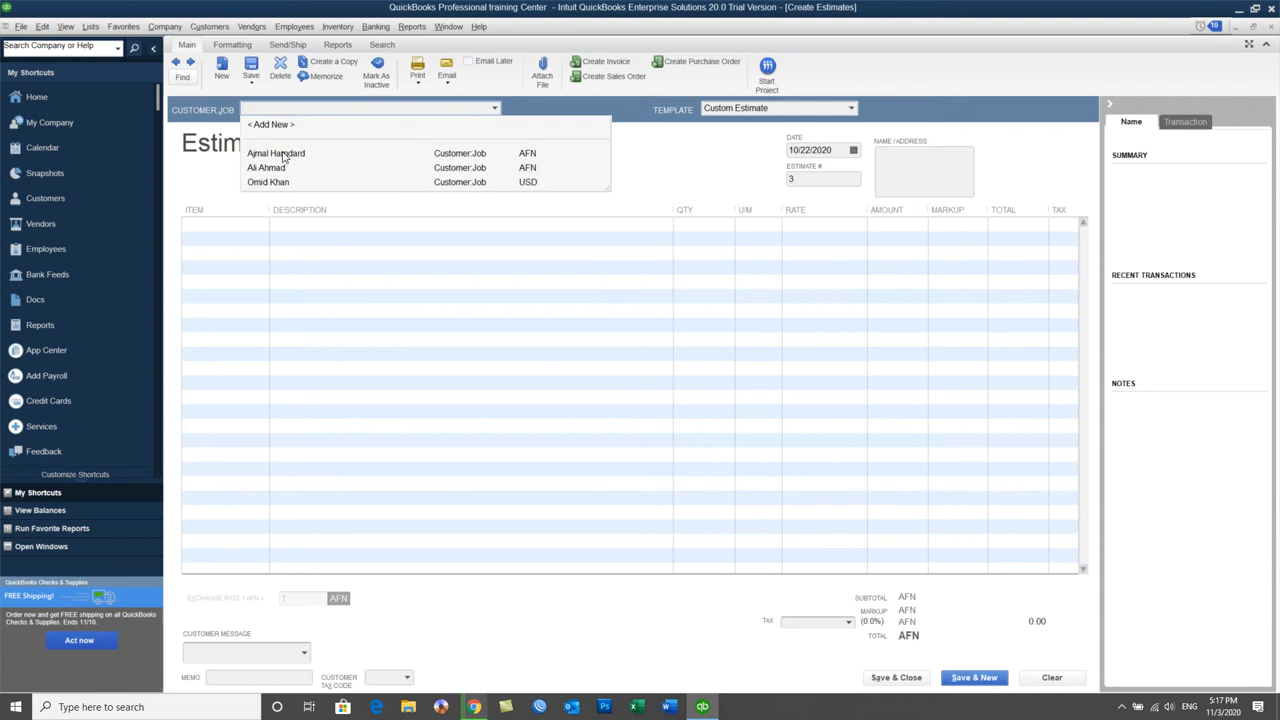 QuickBooks Professional training Center - Intuit QuickBooks Enterprise Solutions 20.0 Trial Version - [Create Estimates]
File Edit View Lists Favorites Company Customers Vendors Employees Inventory Banking Reports Window Help
10
Search Company or Help
My Shortcuts
Home
My Company
Calendar
Snapshots
Customers
Vendors
Employees
Bank Feeds
Docs
Reports
App Center
Add Payroll
Credit Cards
Services
Feedback
Customize Shortcuts
My Shortcuts
View Balances
Run Favorite Reports
Open Windows
QuickBooks Checks & Supplies
FREE Shipping!
Order now and get FREE shipping on all QuickBooks
Checks & Supplies. Ends 11/10.
Act now
Main Formatting Send/Ship Reports Search
Find
New
Save
Delete
Create a Copy
Memorize
Mark As
Inactive
Print
Email
Email Later
Attach
File
Create Invoice
Create Sales Order
Create Purchase Order
Start
Project
CUSTOMER:JOB
TEMPLATE Custom Estimate
< Add New >
Ajmal Hamdard Customer:Job AFN
Ali Ahmad Customer:Job AFN
Omid Khan Customer:Job USD
Estim
DATE
10/22/2020
ESTIMATE #
3
NAME / ADDRESS
ITEM DESCRIPTION QTY U/M RATE AMOUNT MARKUP TOTAL TAX
EXCHANGE RATE 1 AFN = 1 AFN
SUBTOTAL AFN
MARKUP AFN
TAX (0.0%) AFN 0.00
TOTAL AFN
CUSTOMER MESSAGE
MEMO
CUSTOMER
TAX CODE
Save & Close Save & New Clear
Name Transaction
SUMMARY
RECENT TRANSACTIONS
NOTES
Type here to search
5:17 PM
11/3/2020